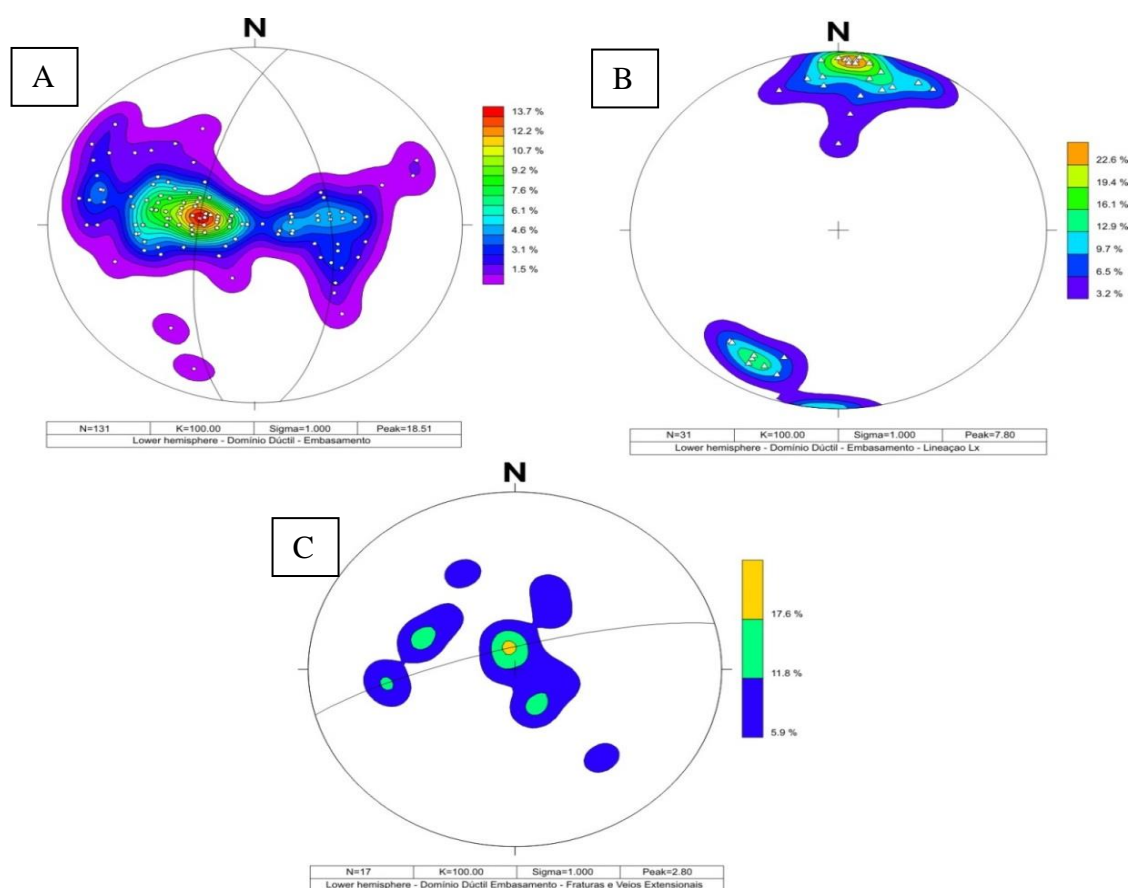 A
N
13.7 %
12.2 %
10.7 %
9.2 %
7.6 %
6.1 %
4.6 %
3.1 %
1.5 %
N=131 K=100.00 Sigma=1.000 Peak=18.51
Lower hemisphere - Domínio Dúctil - Embasamento
B
N
22.6 %
19.4 %
16.1 %
12.9 %
9.7 %
6.5 %
3.2 %
N=31 K=100.00 Sigma=1.000 Peak=7.80
Lower hemisphere - Domínio Dúctil - Embasamento - Lineaçao Lx
C
N
17.6 %
11.8 %
5.9 %
N=17 K=100.00 Sigma=1.000 Peak=2.80
Lower hemisphere - Domínio Dúctil Embasamento - Fraturas e Veios Extensionais